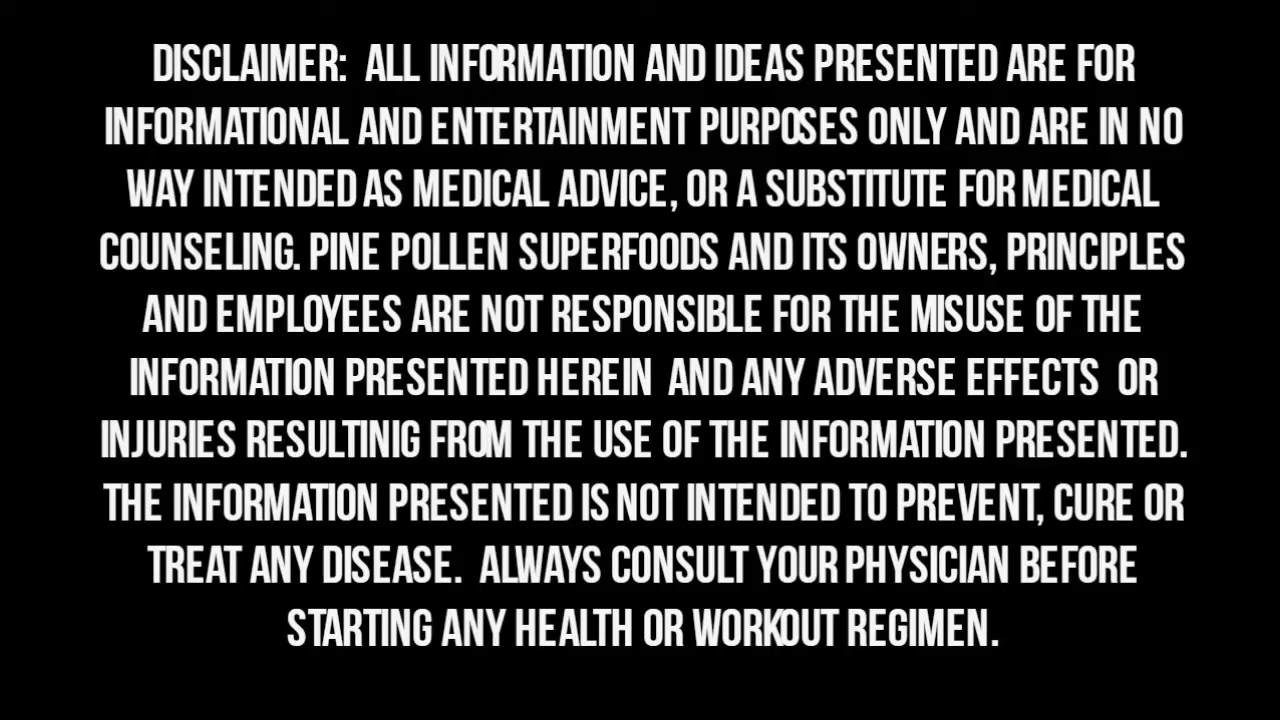 DISCLAIMER: ALL INFORMATION AND IDEAS PRESENTED ARE FOR
INFORMATIONAL AND ENTERTAINMENT PURPOSES ONLY AND ARE IN NO
WAY INTENDED AS MEDICAL ADVICE, OR A SUBSTITUTE FOR MEDICAL
COUNSELING. PINE POLLEN SUPERFOODS AND ITS OWNERS, PRINCIPLES
AND EMPLOYEES ARE NOT RESPONSIBLE FOR THE MISUSE OF THE
INFORMATION PRESENTED HEREIN AND ANY ADVERSE EFFECTS OR
INJURIES RESULTINIG FROM THE USE OF THE INFORMATION PRESENTED.
THE INFORMATION PRESENTED IS NOT INTENDED TO PREVENT, CURE OR
TREAT ANY DISEASE. ALWAYS CONSULT YOUR PHYSICIAN BEFORE
STARTING ANY HEALTH OR WORKOUT REGIMEN.